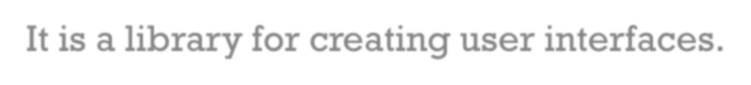 It is a library for creating user interfaces.